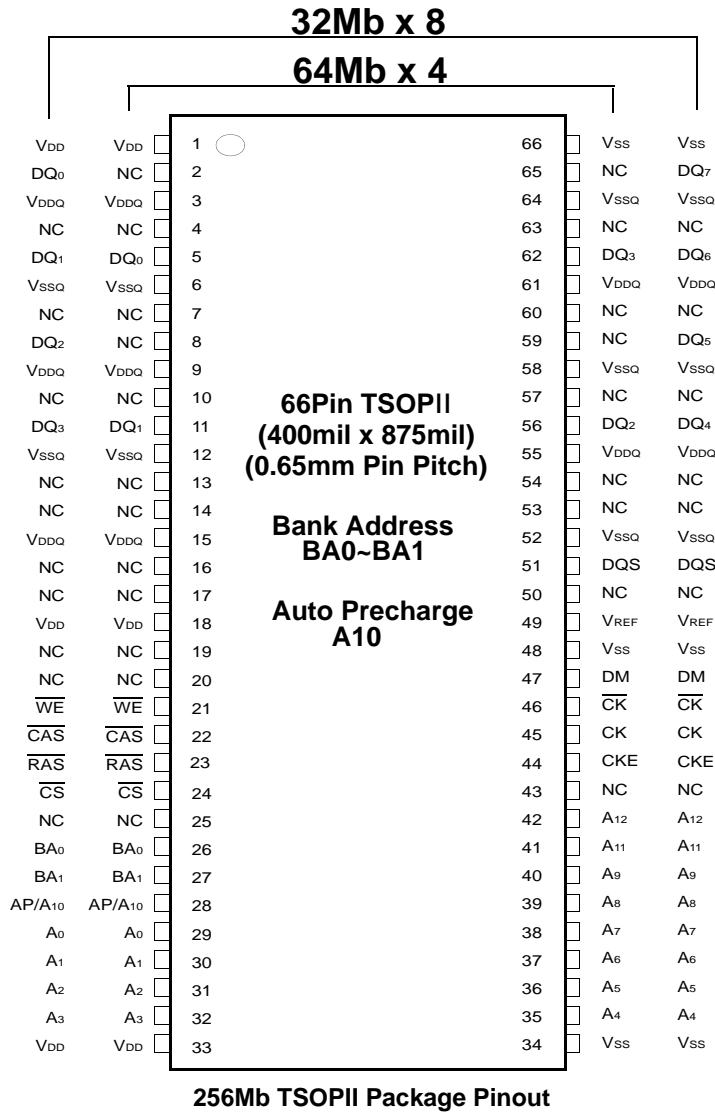 32Mb x 8
64Mb x 4
VDD VDD 1 66 VSS VSS
DQ0 NC 2 65 NC DQ7
VDDQ VDDQ 3 64 VSSQ VSSQ
NC NC 4 63 NC NC
DQ1 DQ0 5 62 DQ3 DQ6
VSSQ VSSQ 6 61 VDDQ VDDQ
NC NC 7 60 NC NC
DQ2 NC 8 59 NC DQ5
VDDQ VDDQ 9 58 VSSQ VSSQ
NC NC 10 57 NC NC
DQ3 DQ1 11 56 DQ2 DQ4
VSSQ VSSQ 12 55 VDDQ VDDQ
NC NC 13 54 NC NC
NC NC 14 53 NC NC
VDDQ VDDQ 15 52 VSSQ VSSQ
NC NC 16 51 DQS DQS
NC NC 17 50 NC NC
VDD VDD 18 49 VREF VREF
NC NC 19 48 VSS VSS
NC NC 20 47 DM DM
WE WE 21 46 CK CK
CAS CAS 22 45 CK CK
RAS RAS 23 44 CKE CKE
CS CS 24 43 NC NC
NC NC 25 42 A12 A12
BA0 BA0 26 41 A11 A11
BA1 BA1 27 40 A9 A9
AP/A10 AP/A10 28 39 A8 A8
A0 A0 29 38 A7 A7
A1 A1 30 37 A6 A6
A2 A2 31 36 A5 A5
A3 A3 32 35 A4 A4
VDD VDD 33 34 VSS VSS
66Pin TSOPII
(400mil x 875mil)
(0.65mm Pin Pitch)
Bank Address
BA0~BA1
Auto Precharge
A10
256Mb TSOPII Package Pinout